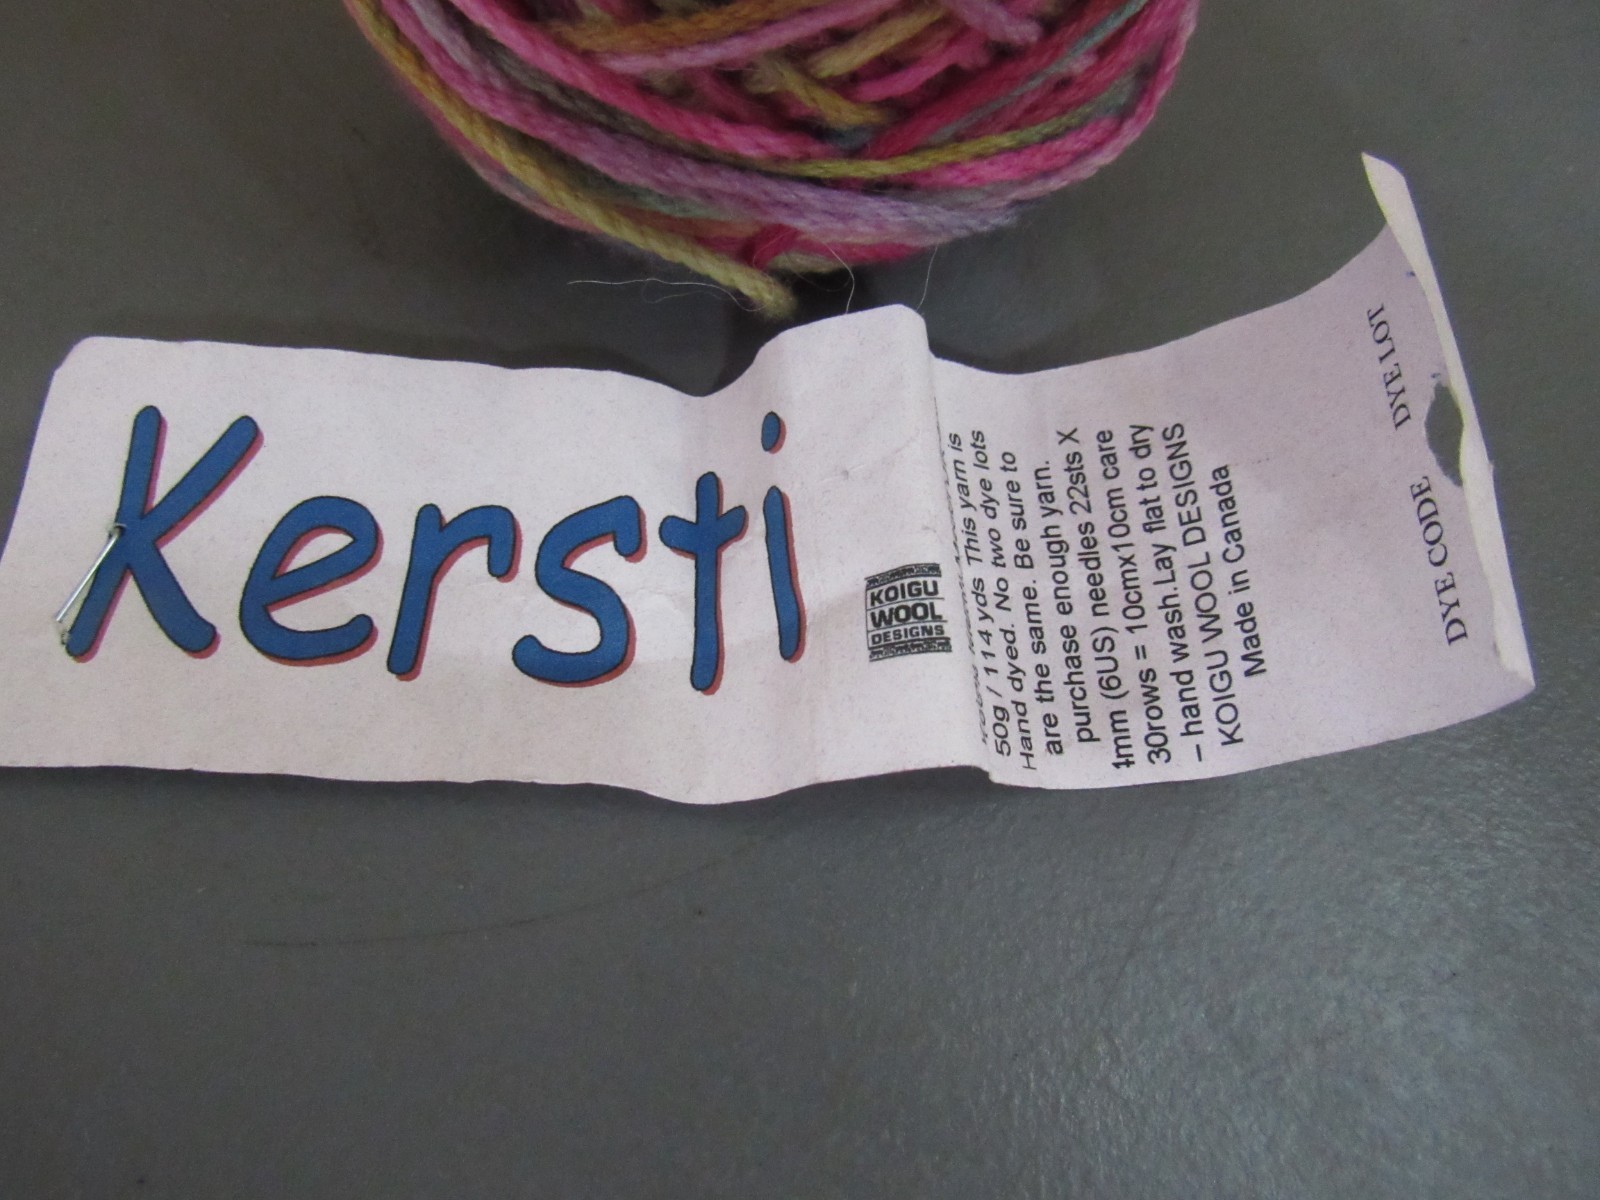 Kersti
KOIGU
WOOL
DESIGNS
50g / 114 yds This yarn is
Hand dyed. No two dye lots
are the same. Be sure to
purchase enough yarn.
(6US) needles 22sts X
30rows = 10cmx10cm care
– hand wash. Lay flat to dry
KOIGU WOOL DESIGNS
Made in Canada
DYE CODE DYE LOT